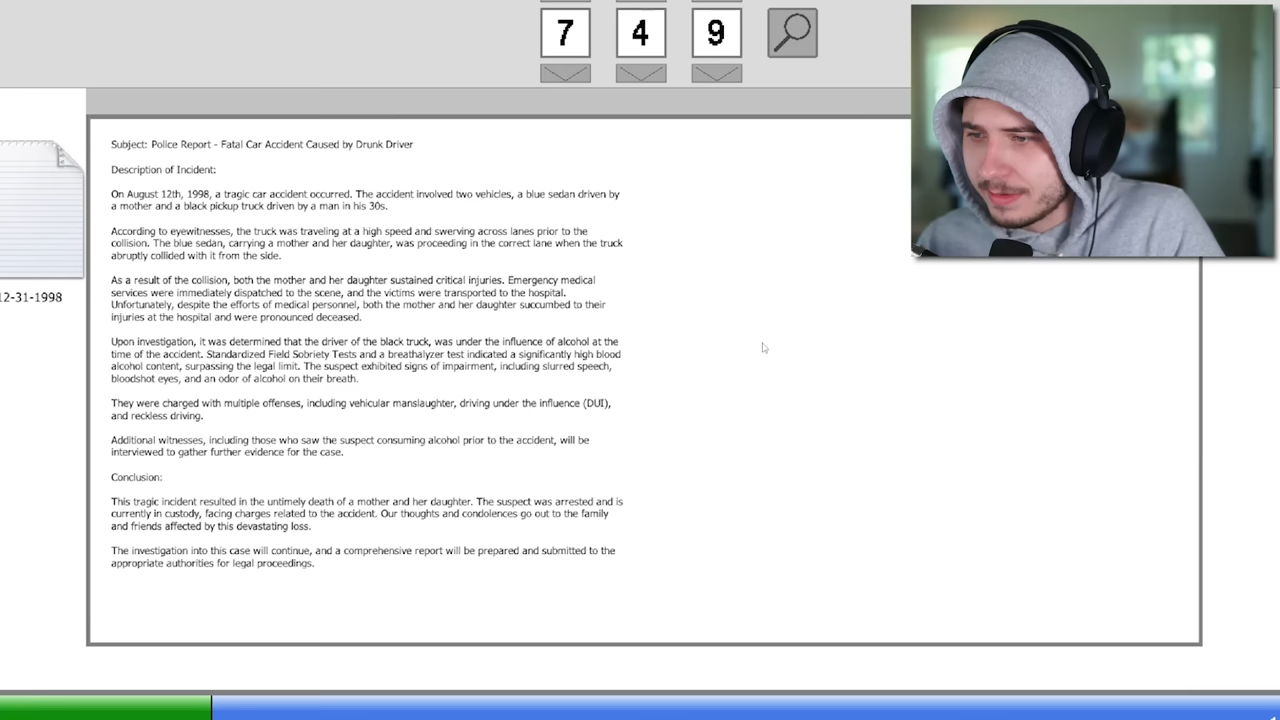 7 4 9
Subject: Police Report - Fatal Car Accident Caused by Drunk Driver
Description of Incident:
On August 12th, 1998, a tragic car accident occurred. The accident involved two vehicles, a blue sedan driven by
a mother and a black pickup truck driven by a man in his 30s.
According to eyewitnesses, the truck was traveling at a high speed and swerving across lanes prior to the
collision. The blue sedan, carrying a mother and her daughter, was proceeding in the correct lane when the truck
abruptly collided with it from the side.
As a result of the collision, both the mother and her daughter sustained critical injuries. Emergency medical
services were immediately dispatched to the scene, and the victims were transported to the hospital.
Unfortunately, despite the efforts of medical personnel, both the mother and her daughter succumbed to their
injuries at the hospital and were pronounced deceased.
12-31-1998
Upon investigation, it was determined that the driver of the black truck, was under the influence of alcohol at the
time of the accident. Standardized Field Sobriety Tests and a breathalyzer test indicated a significantly high blood
alcohol content, surpassing the legal limit. The suspect exhibited signs of impairment, including slurred speech,
bloodshot eyes, and an odor of alcohol on their breath.
They were charged with multiple offenses, including vehicular manslaughter, driving under the influence (DUI),
and reckless driving.
Additional witnesses, including those who saw the suspect consuming alcohol prior to the accident, will be
interviewed to gather further evidence for the case.
Conclusion:
This tragic incident resulted in the untimely death of a mother and her daughter. The suspect was arrested and is
currently in custody, facing charges related to the accident. Our thoughts and condolences go out to the family
and friends affected by this devastating loss.
The investigation into this case will continue, and a comprehensive report will be prepared and submitted to the
appropriate authorities for legal proceedings.